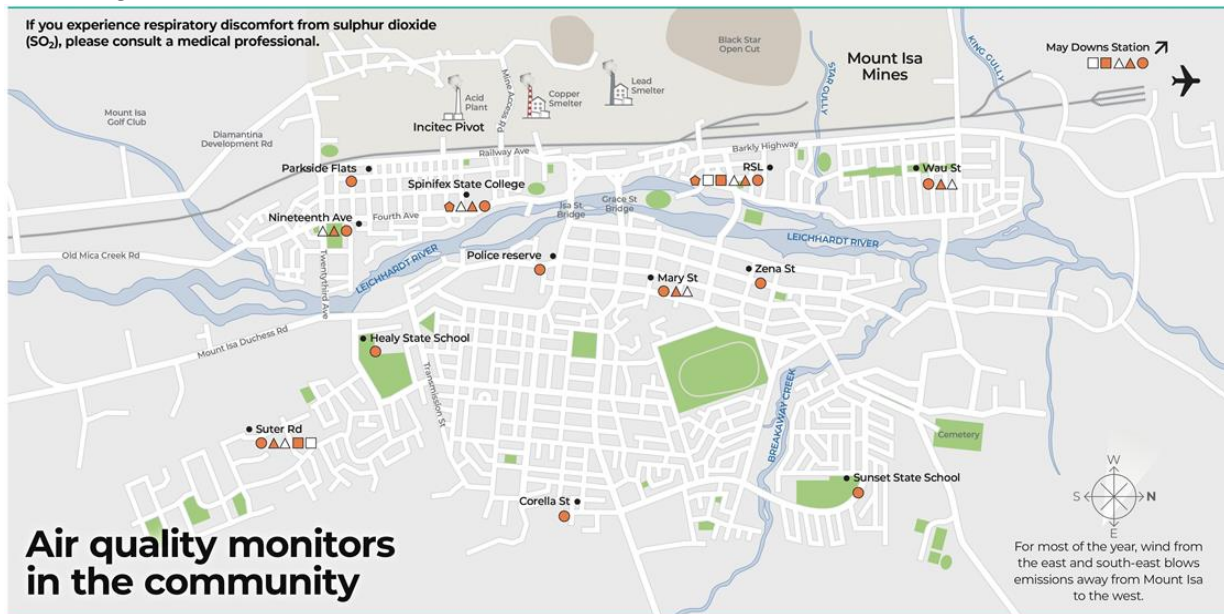 If you experience respiratory discomfort from sulphur dioxide
(SO₂), please consult a medical professional.
Black Star
Open Cut
Mount Isa
Mines
STAR GULLY
KING GULLY
May Downs Station
Mount Isa
Golf Club
Diamantina
Development Rd
Acid
Plant
Incitec Pivot
Mine Access Rd
Copper
Smelter
Lead
Smelter
Railway Ave
Barkly Highway
Parkside Flats
Spinifex State College
RSL
Wau St
Nineteenth Ave
Fourth Ave
Isa St
Bridge
Grace St
Bridge
Old Mica Creek Rd
Twentythird Ave
LEICHHARDT RIVER
LEICHHARDT RIVER
Police reserve
Mary St
Zena St
Mount Isa Duchess Rd
Healy State School
Transmission St
BREAKAWAY CREEK
Suter Rd
Cemetery
Corella St
Sunset State School
W
S
N
E
For most of the year, wind from
the east and south-east blows
emissions away from Mount Isa
to the west.
Air quality monitors
in the community